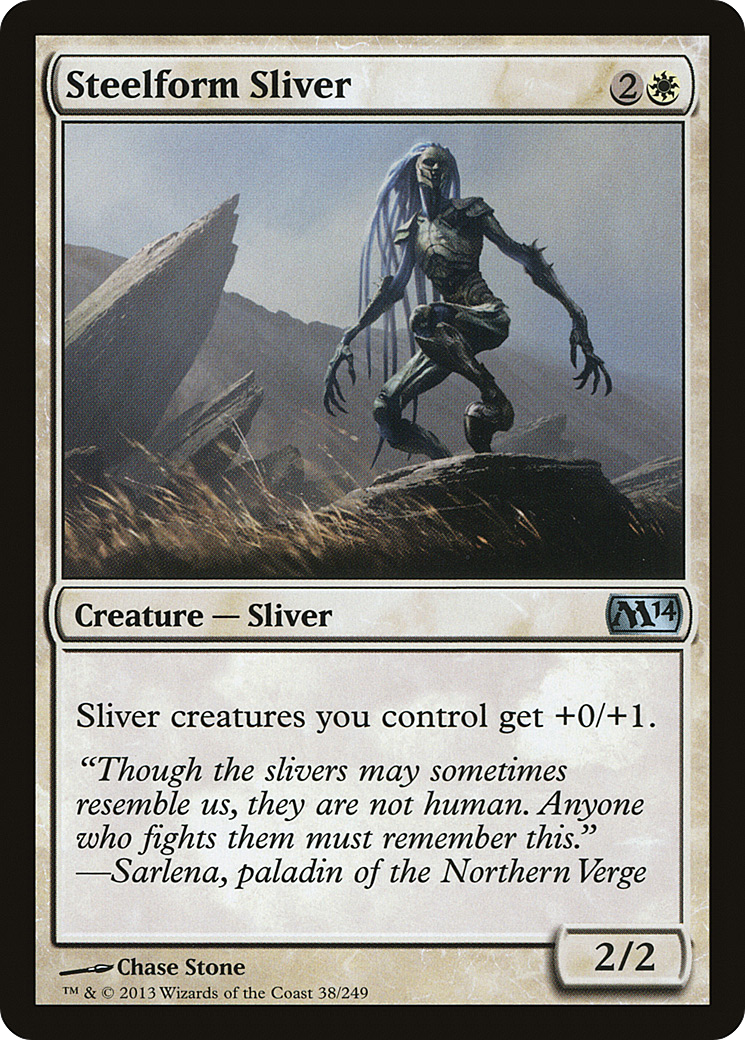 Steelform Sliver 2
Creature — Sliver M14
Sliver creatures you control get +0/+1.
“Though the slivers may sometimes
resemble us, they are not human. Anyone
who fights them must remember this.”
—Sarlena, paladin of the Northern Verge
2/2
Chase Stone
™ & © 2013 Wizards of the Coast 38/249